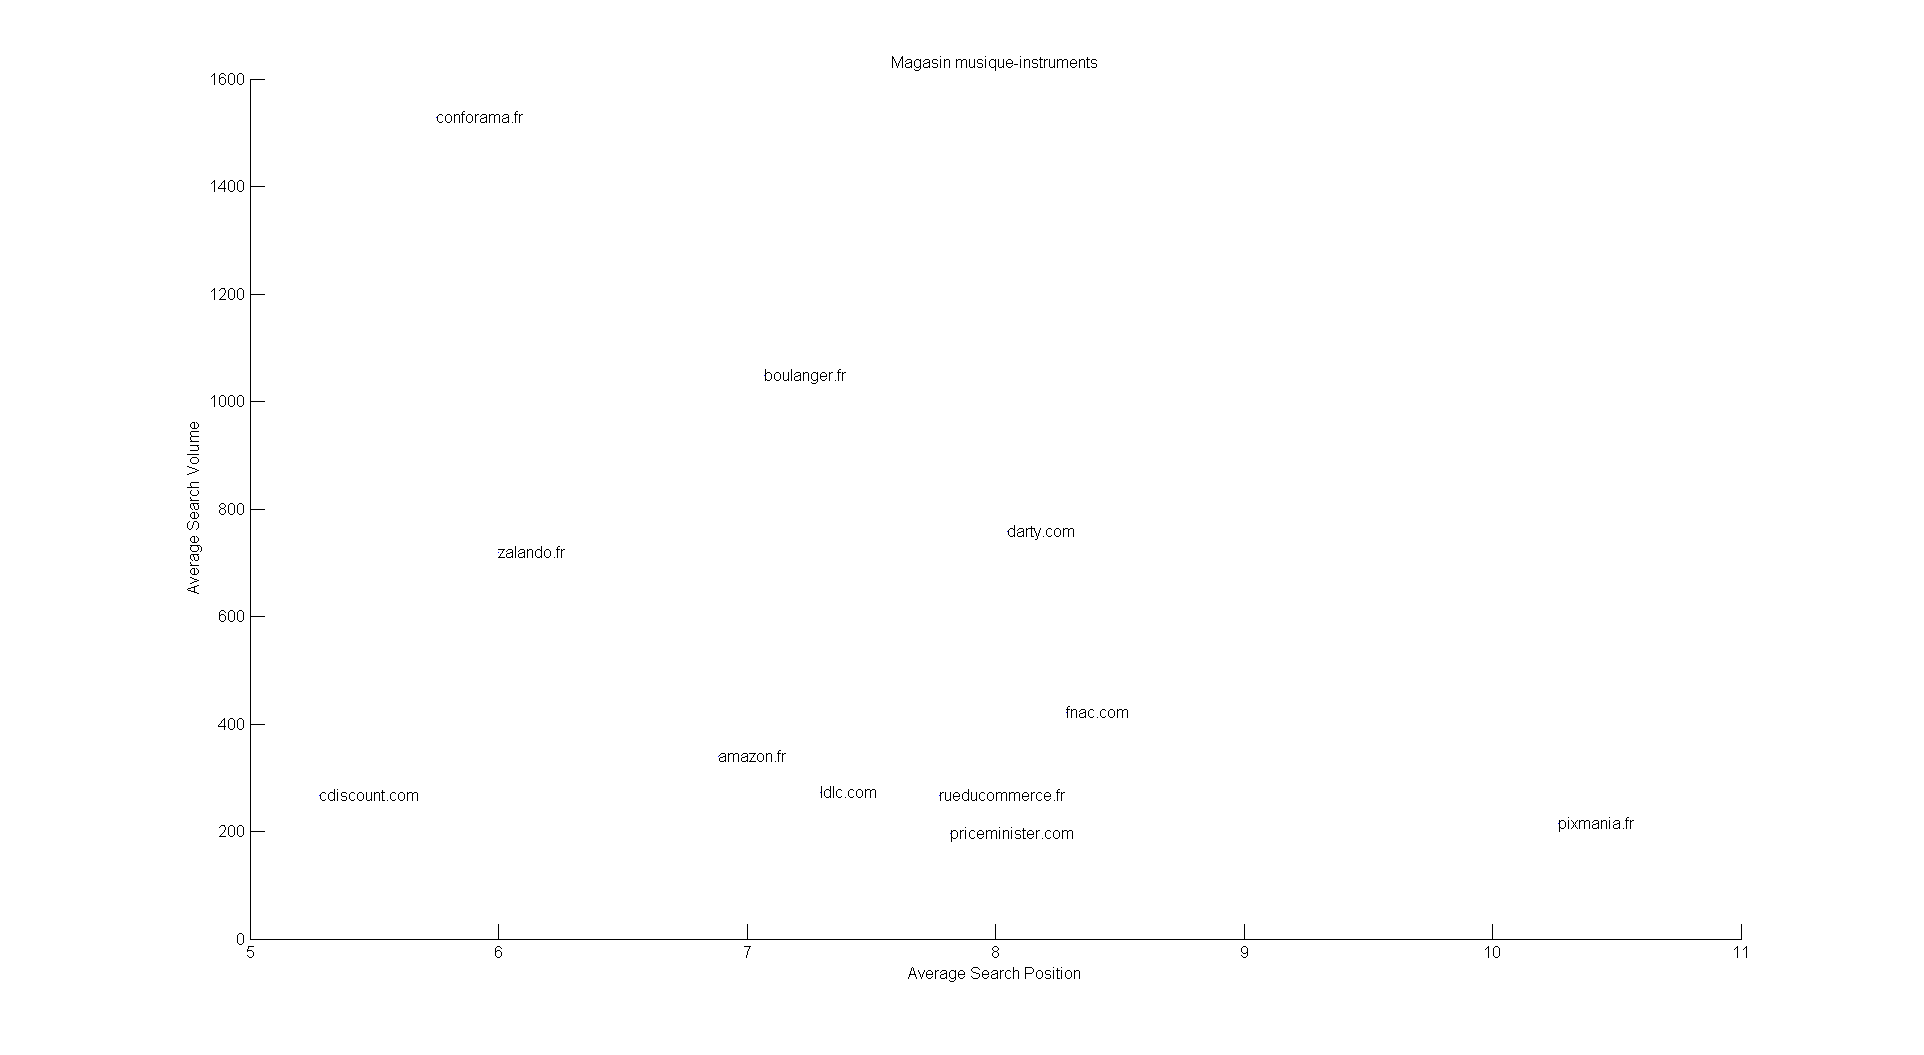 Magasin musique-instruments
1600
conforama.fr
1400
1200
boulanger.fr
1000
Average Search Volume
800
darty.com
zalando.fr
600
fnac.com
400
amazon.fr
ldlc.com
cdiscount.com
rueducommerce.fr
pixmania.fr
200
priceminister.com
0
5 6 7 8 9 10 11
Average Search Position